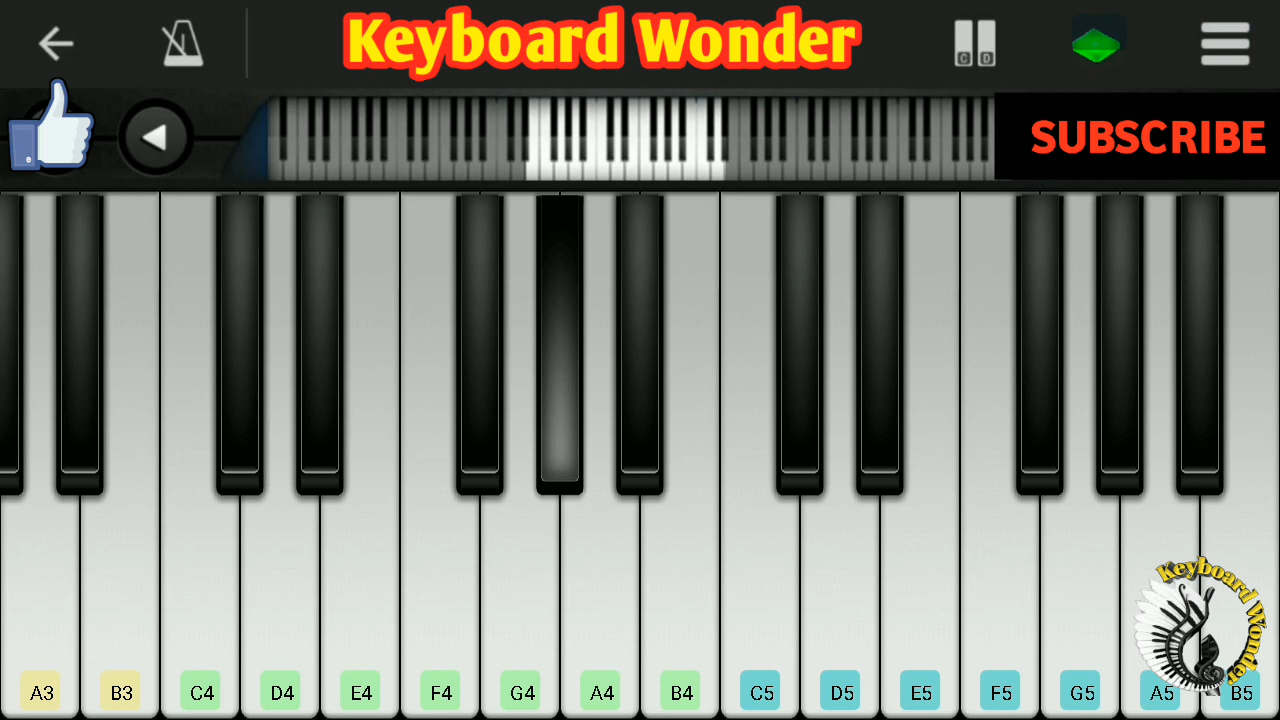 Keyboard Wonder
C D
SUBSCRIBE
Keyboard Wonder
A3 B3 C4 D4 E4 F4 G4 A4 B4 C5 D5 E5 F5 G5 A5 B5